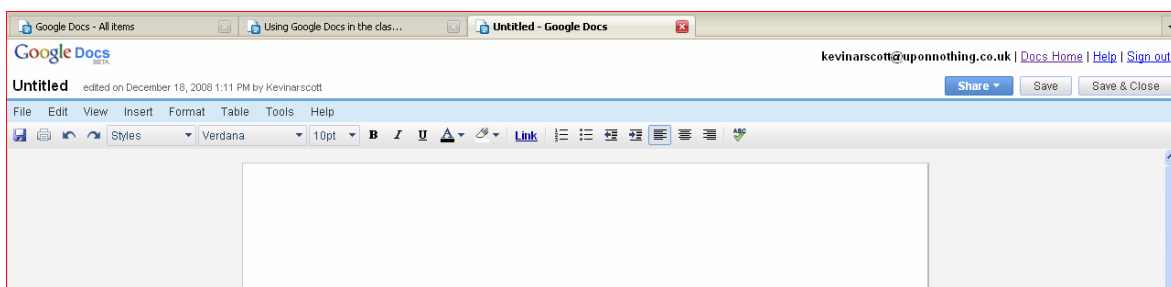 Google Docs - All items Using Google Docs in the clas... Untitled - Google Docs
Google Docs
BETA
kevinarscott@uponnothing.co.uk | Docs Home | Help | Sign out
Untitled edited on December 18, 2008 1:11 PM by Kevinarscott Share Save Save & Close
File Edit View Insert Format Table Tools Help
Styles Verdana 10pt B I U A Link ABC